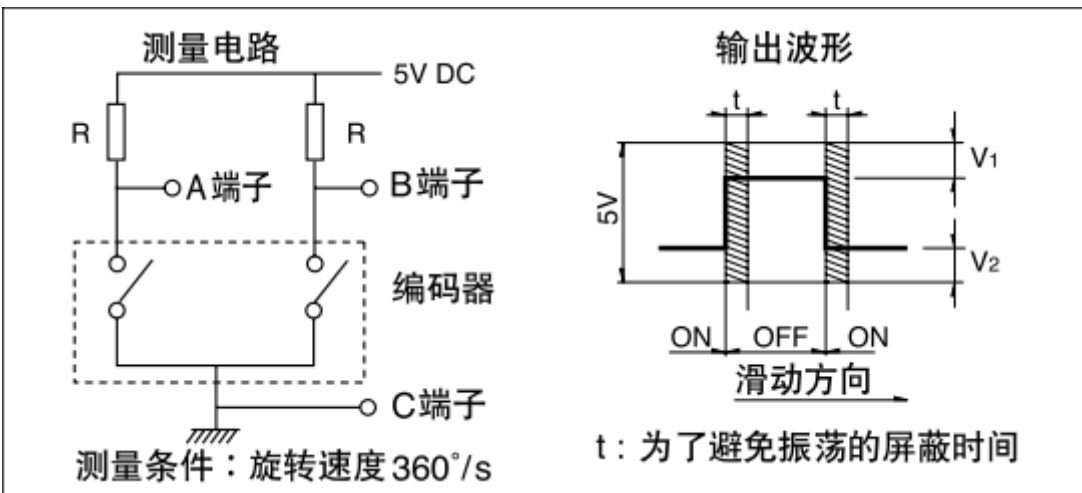 测量电路
5V DC
R
R
A端子
B端子
编码器
C端子
测量条件：旋转速度360°/s
输出波形
t
t
V1
5V
V2
ON
OFF
ON
滑动方向
t：为了避免振荡的屏蔽时间